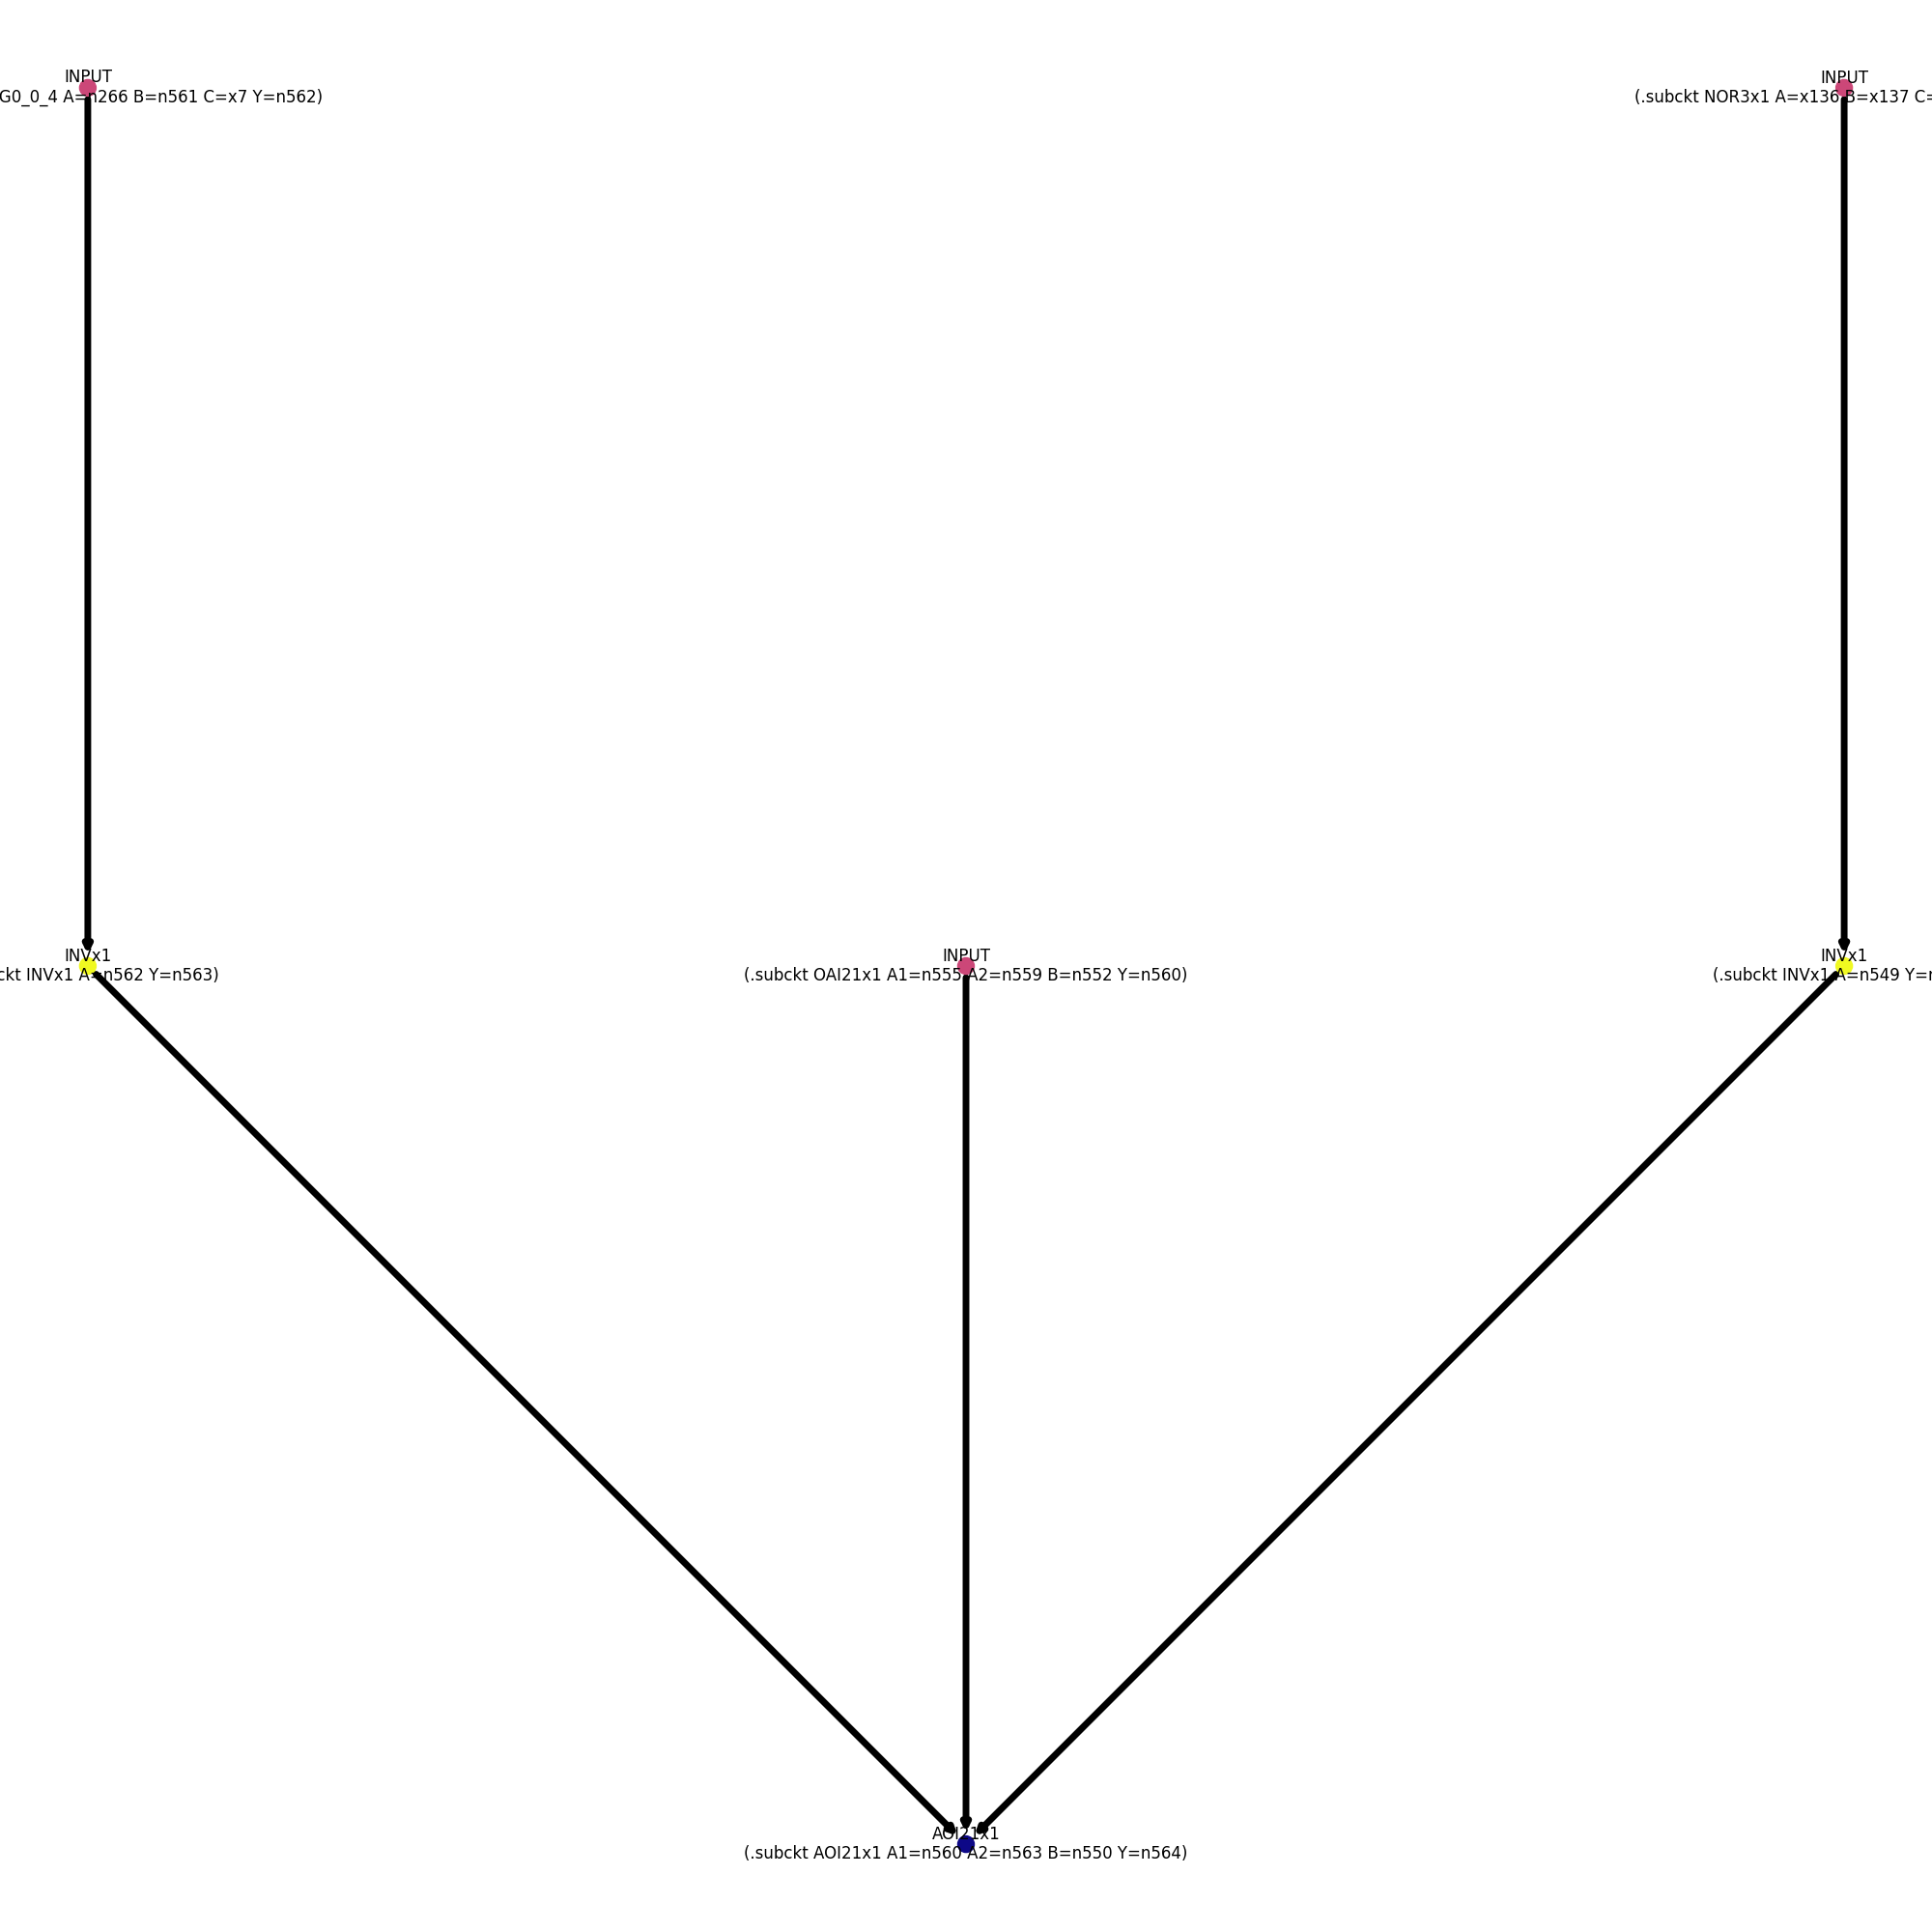 INPUT
G0_0_4 A=n266 B=n561 C=x7 Y=n562)
INPUT
(.subckt NOR3x1 A=x136 B=x137 C=
INVx1
ckt INVx1 A=n562 Y=n563)
INPUT
(.subckt OAI21x1 A1=n555 A2=n559 B=n552 Y=n560)
INVx1
(.subckt INVx1 A=n549 Y=
AOI21x1
(.subckt AOI21x1 A1=n560 A2=n563 B=n550 Y=n564)